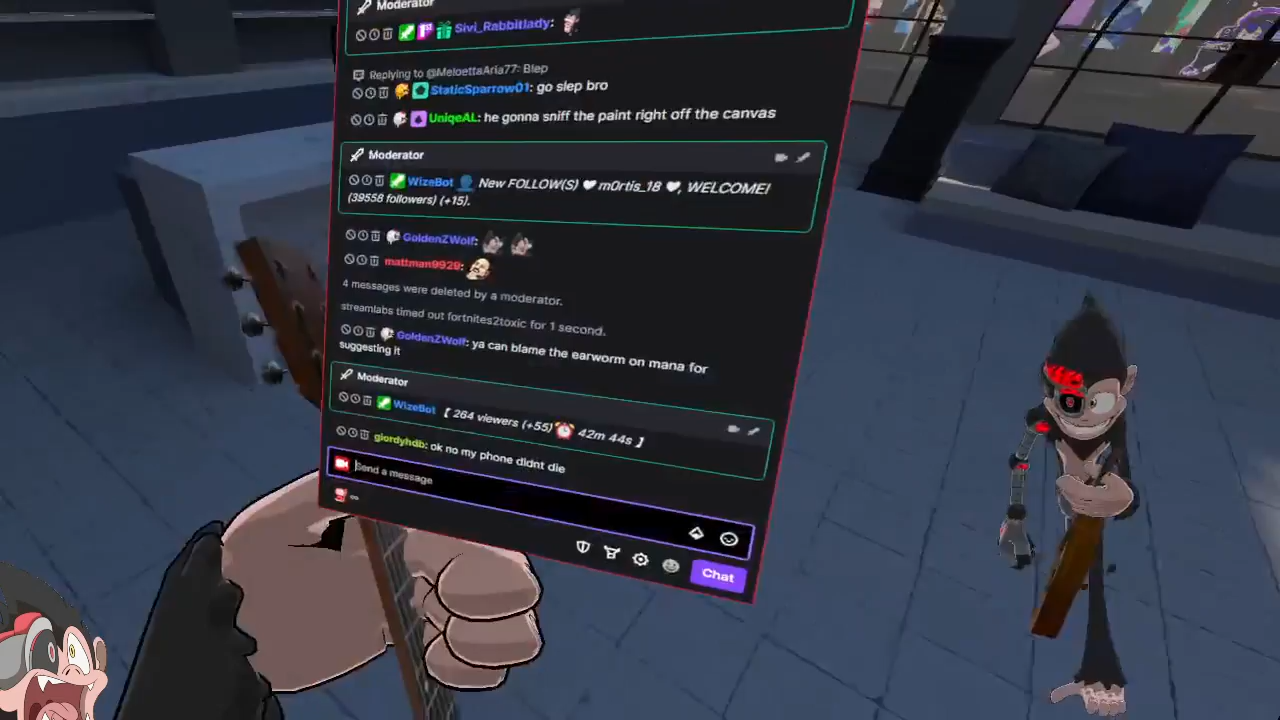 Moderator
Sivi_Rabbitlady:
Replying to @MeloettaAria77: Blep
StaticSparrow01: go slep bro
UniqeAL: he gonna sniff the paint right off the canvas
Moderator
WizeBot New FOLLOW(S) m0rtis_18, WELCOME!
(39558 followers) (+15).
GoldenZWolf:
mattman9929:
4 messages were deleted by a moderator.
streamlabs timed out fortnites2toxic for 1 second.
GoldenZWolf: ya can blame the earworm on mana for
suggesting it
Moderator
WizeBot [ 264 viewers (+55) 42m 44s ]
giordyhdb: ok no my phone didnt die
Send a message
∞
Chat